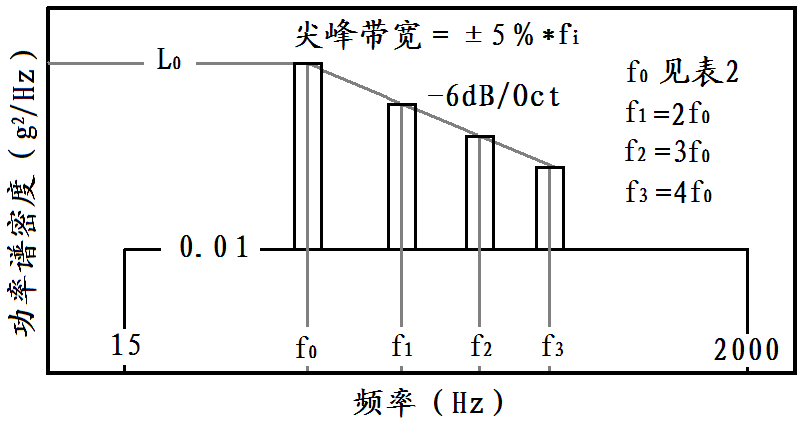 尖峰带宽 = ±5%*fi
L0
f0 见表2
-6dB/Oct
f1=2f0
f2=3f0
f3=4f0
0.01
15
f0
f1
f2
f3
2000
频率 (Hz)
功率谱密度 (g²/Hz)